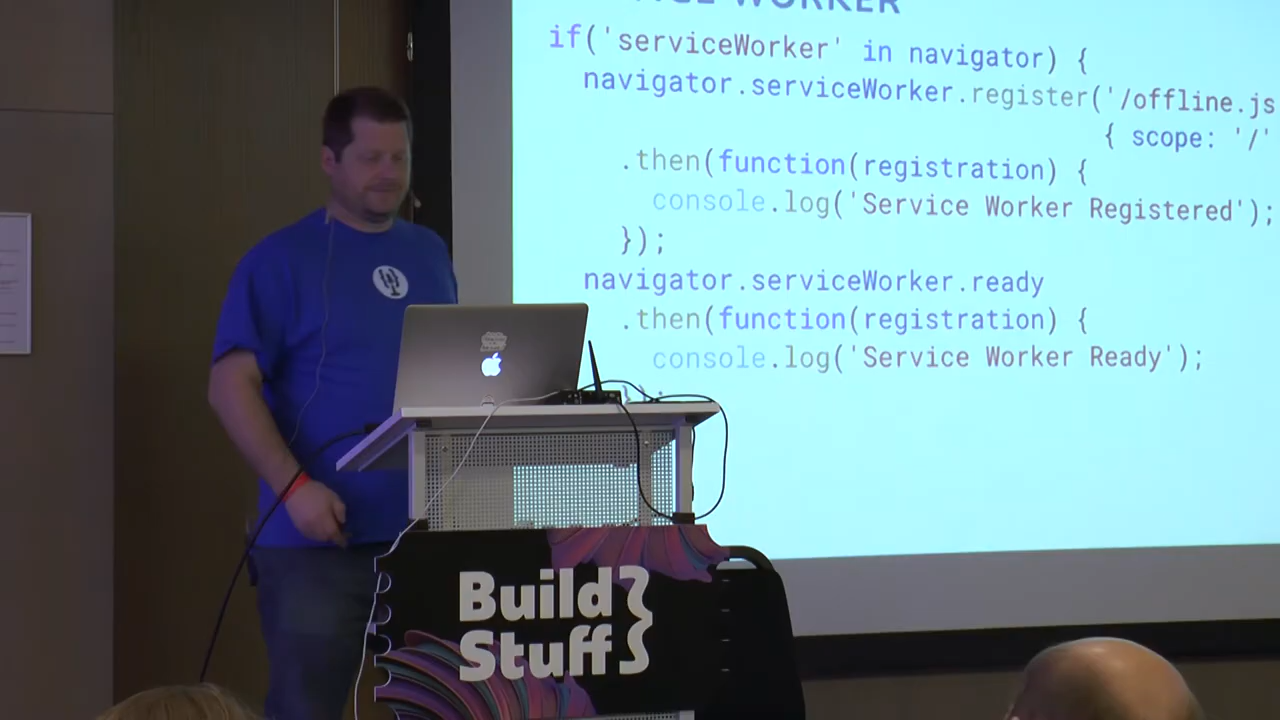 WORKER
if('serviceWorker' in navigator) {
navigator.serviceWorker.register('/offline.js
{ scope: '/'
.then(function(registration) {
console.log('Service Worker Registered');
});
navigator.serviceWorker.ready
.then(function(registration) {
console.log('Service Worker Ready');
});
Build
Stuff